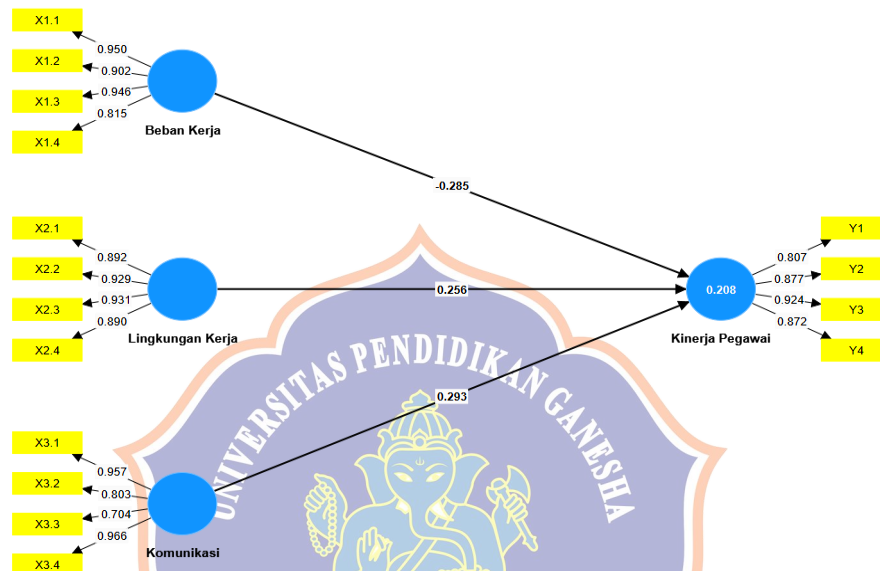 X1.1
0.950
X1.2
0.902
X1.3
0.946
X1.4
0.815
Beban Kerja
-0.285
X2.1
0.892
X2.2
0.929
X2.3
0.931
X2.4
0.890
Lingkungan Kerja
0.256
0.208
Kinerja Pegawai
Y1
0.807
Y2
0.877
Y3
0.924
Y4
0.872
UNIVERSITAS PENDIDIKAN GANESHA
0.293
X3.1
0.957
X3.2
0.803
X3.3
0.704
X3.4
0.966
Komunikasi